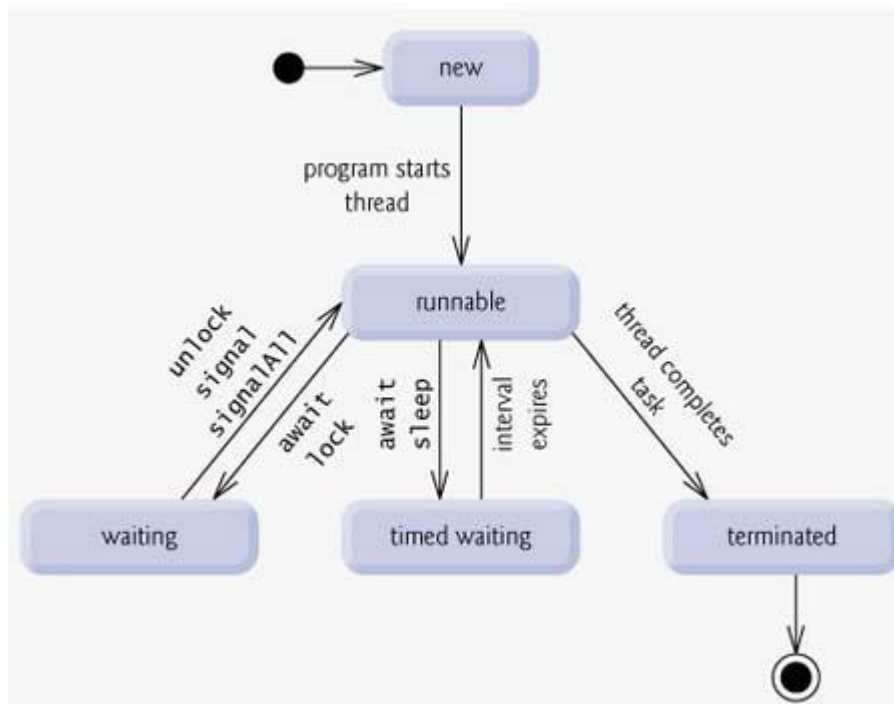 new
program starts
thread
runnable
unlock
signal
signalAll
await
lock
await
sleep
interval
expires
thread completes
task
waiting
timed waiting
terminated